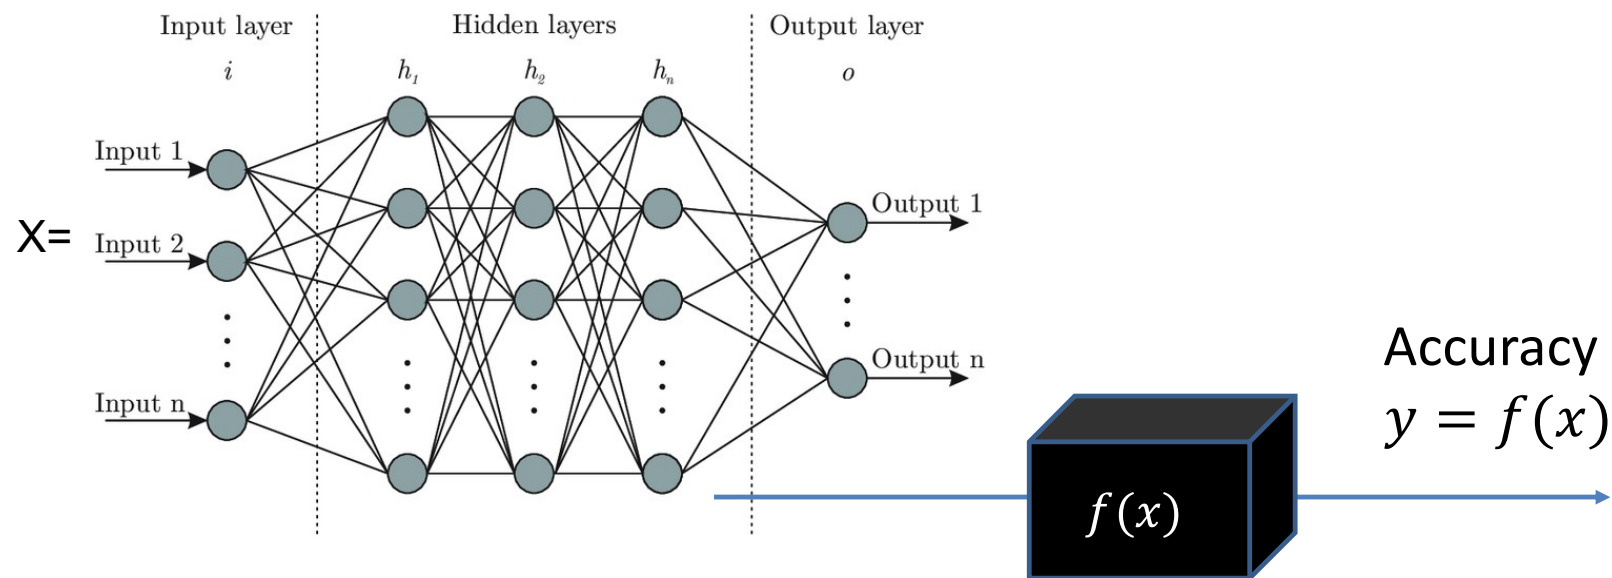 Input layer
Hidden layers
Output layer
i
h₁
h₂
hₙ
o
Input 1
X=
Input 2
Input n
Output 1
Output n
f(x)
Accuracy
y = f(x)